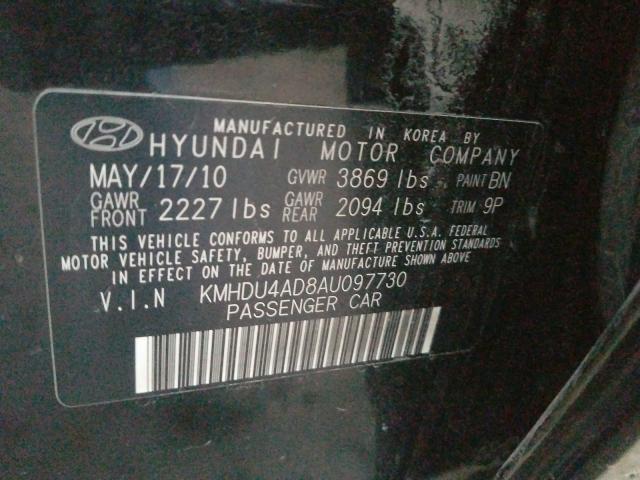 MANUFACTURED IN KOREA BY
HYUNDAI MOTOR COMPANY
MAY/17/10 GVWR 3869 lbs PAINT BN
GAWR FRONT 2227 lbs GAWR REAR 2094 lbs TRIM 9P
THIS VEHICLE CONFORMS TO ALL APPLICABLE U.S.A. FEDERAL
MOTOR VEHICLE SAFETY, BUMPER, AND THEFT PREVENTION STANDARDS
IN EFFECT ON THE DATE OF MANUFACTURE SHOWN ABOVE.
V.I.N KMHDU4AD8AU097730
PASSENGER CAR